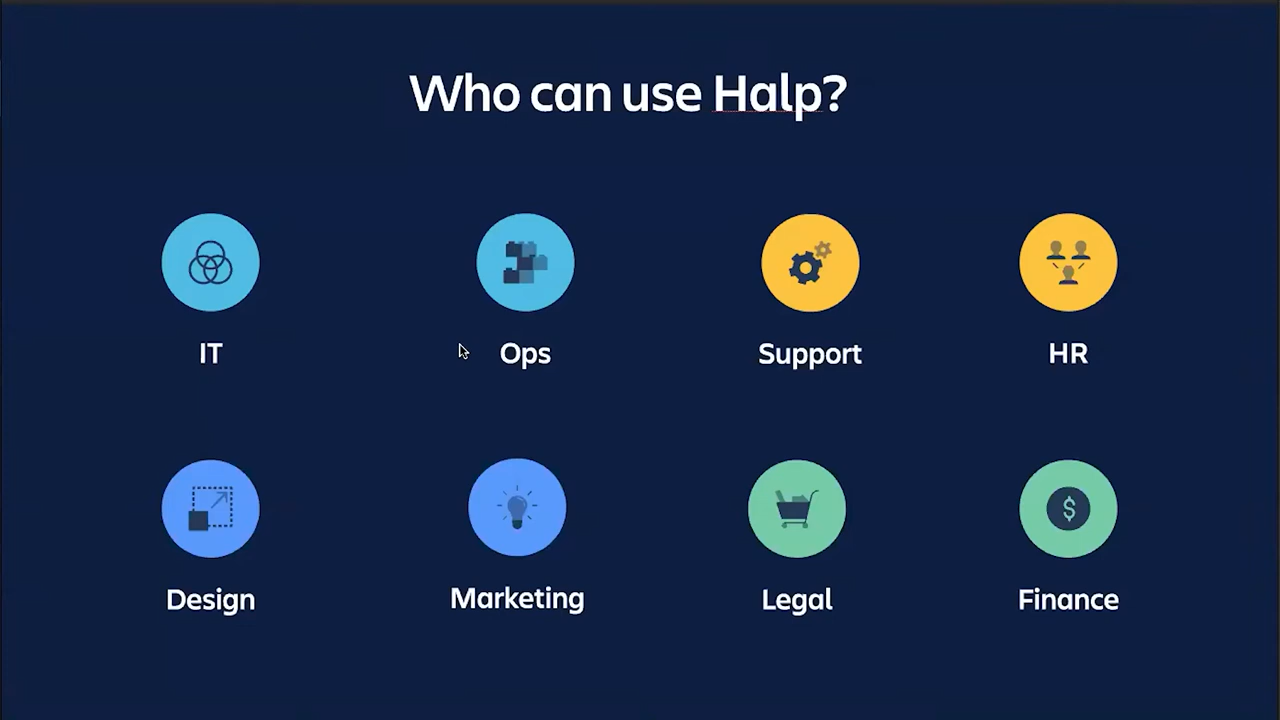 Who can use Halp?
IT
Ops
Support
HR
Design
Marketing
Legal
Finance